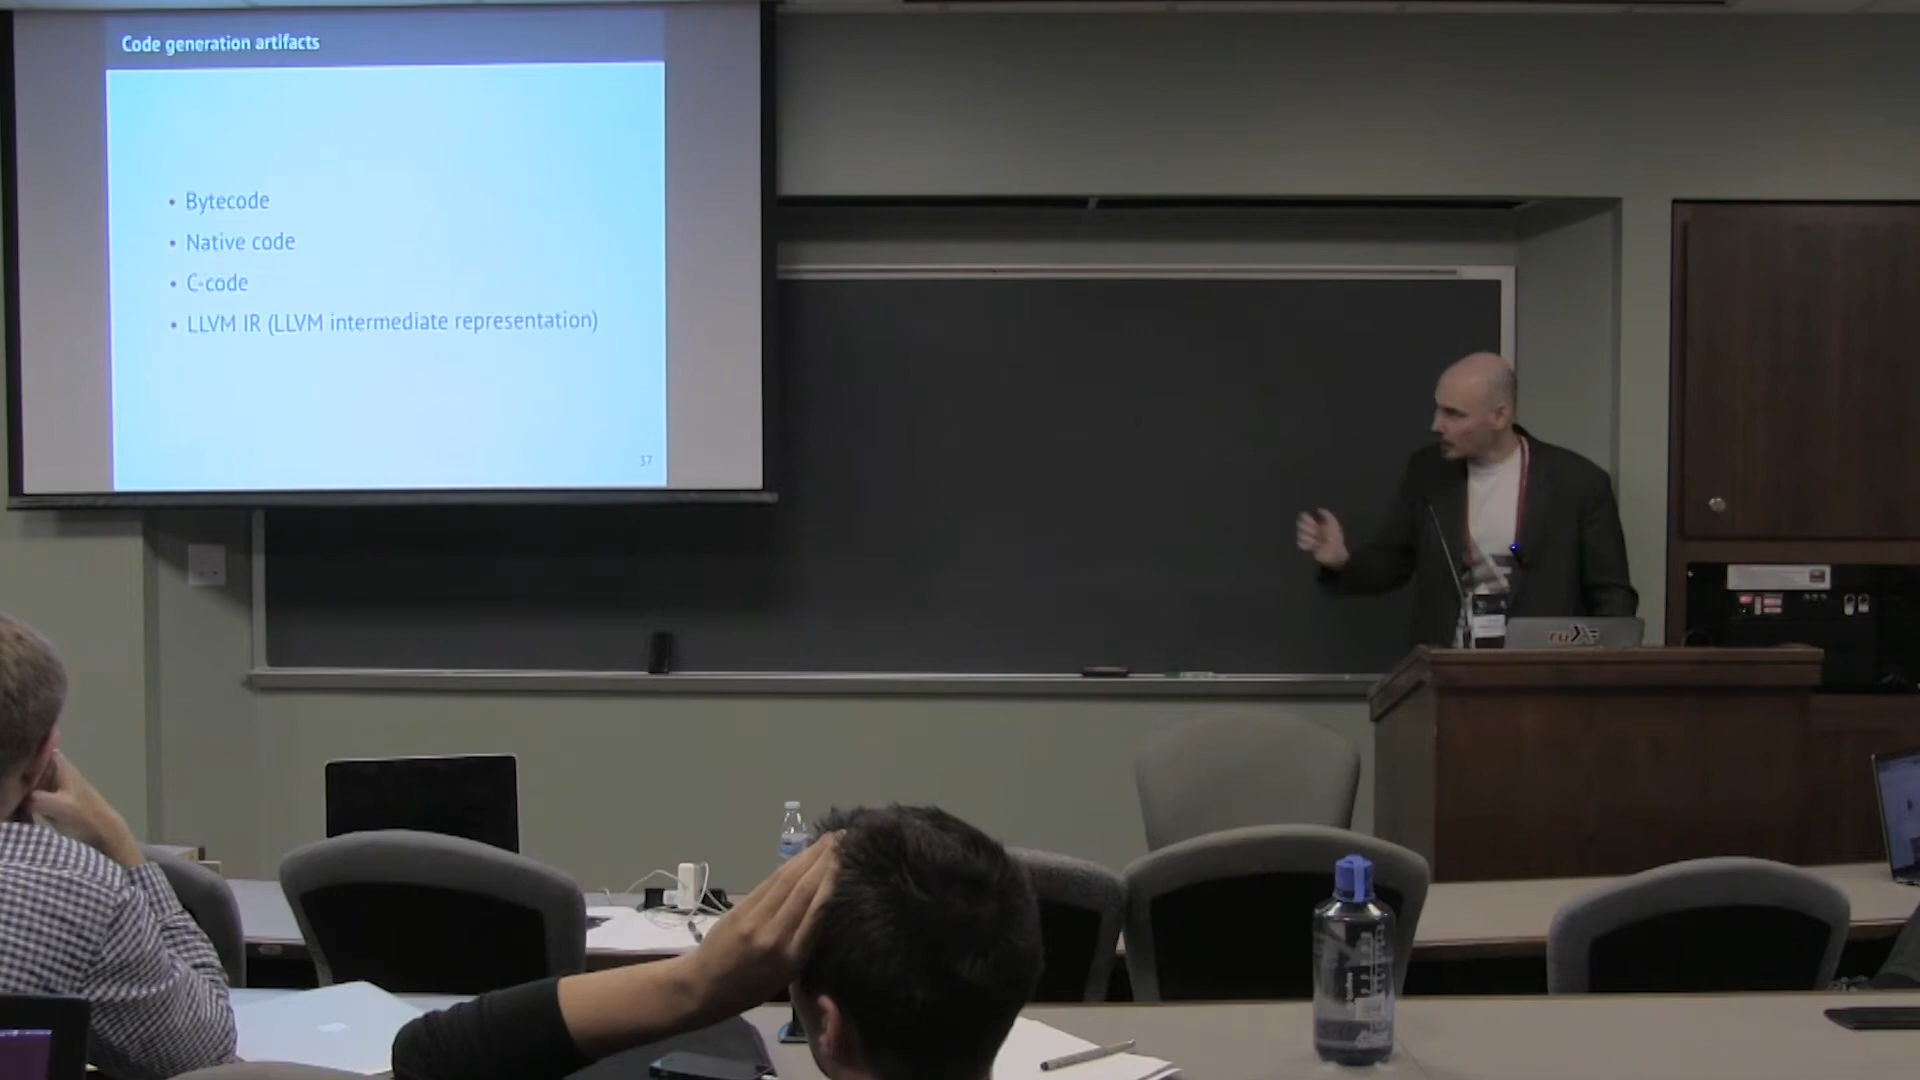 Code generation artifacts
• Bytecode
• Native code
• C-code
• LLVM IR (LLVM intermediate representation)
37